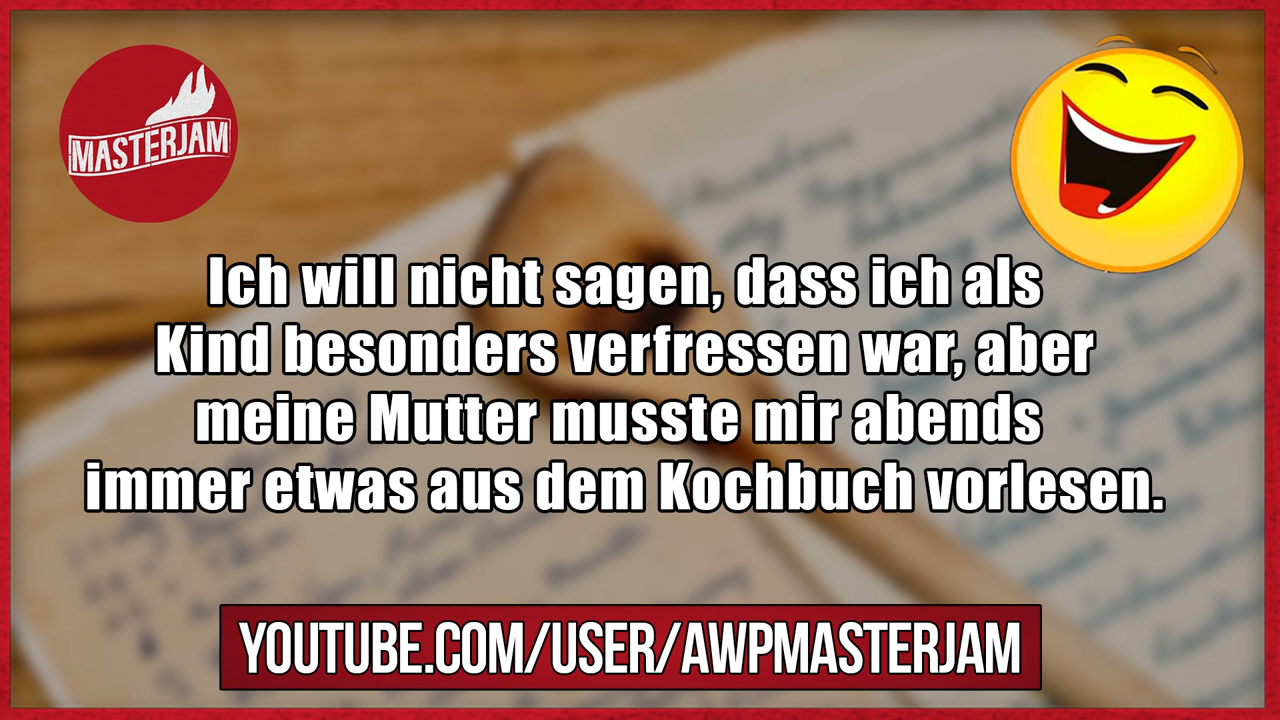 MASTERJAM
Ich will nicht sagen, dass ich als
Kind besonders verfressen war, aber
meine Mutter musste mir abends
immer etwas aus dem Kochbuch vorlesen.
YOUTUBE.COM/USER/AWPMASTERJAM